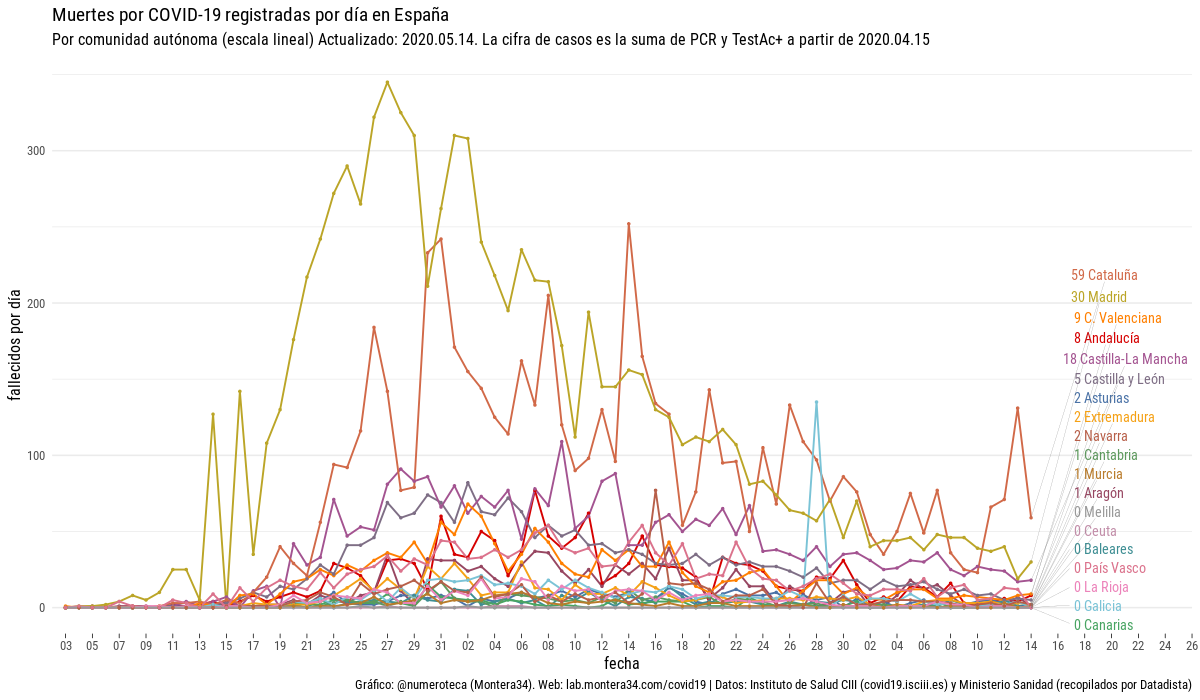 Muertes por COVID-19 registradas por día en España
Por comunidad autónoma (escala lineal) Actualizado: 2020.05.14. La cifra de casos es la suma de PCR y TestAc+ a partir de 2020.04.15
fallecidos por día
300
200
100
0
59 Cataluña
30 Madrid
9 C. Valenciana
8 Andalucía
18 Castilla-La Mancha
5 Castilla y León
2 Asturias
2 Extremadura
2 Navarra
1 Cantabria
1 Murcia
1 Aragón
0 Melilla
0 Ceuta
0 Baleares
0 País Vasco
0 La Rioja
0 Galicia
0 Canarias
03 05 07 09 11 13 15 17 19 21 23 25 27 29 31 02 04 06 08 10 12 14 16 18 20 22 24 26 28 30 02 04 06 08 10 12 14 16 18 20 22 24 26
fecha
Gráfico: @numeroteca (Montera34). Web: lab.montera34.com/covid19 | Datos: Instituto de Salud CIII (covid19.isciii.es) y Ministerio Sanidad (recopilados por Datadista)